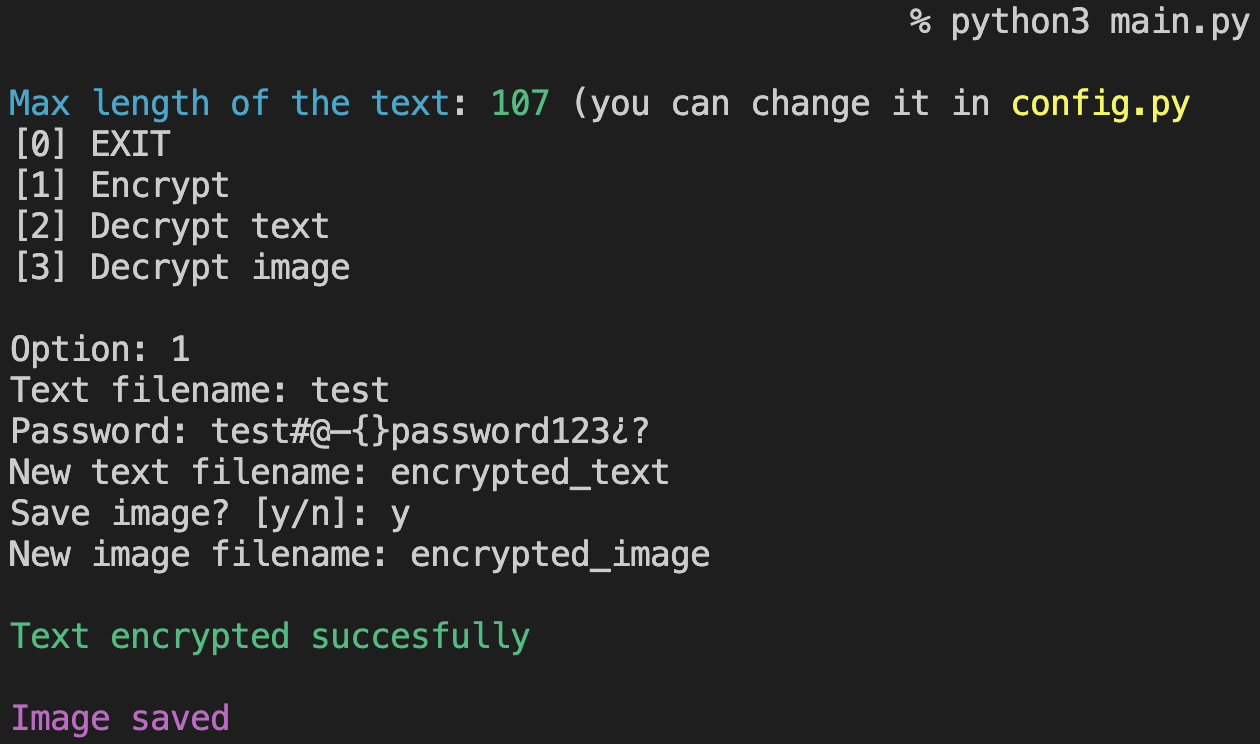 % python3 main.py
Max length of the text: 107 (you can change it in config.py
[0] EXIT
[1] Encrypt
[2] Decrypt text
[3] Decrypt image
Option: 1
Text filename: test
Password: test#@—{}password123¿?
New text filename: encrypted_text
Save image? [y/n]: y
New image filename: encrypted_image
Text encrypted succesfully
Image saved